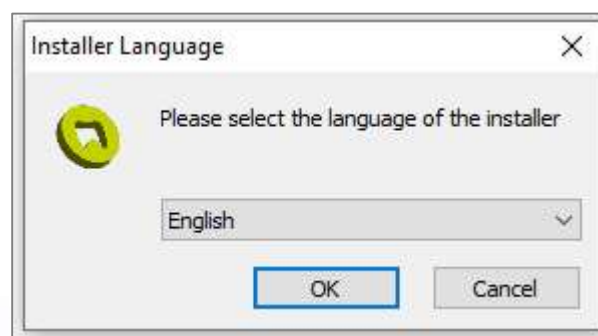 Installer Language
Please select the language of the installer
English
OK
Cancel